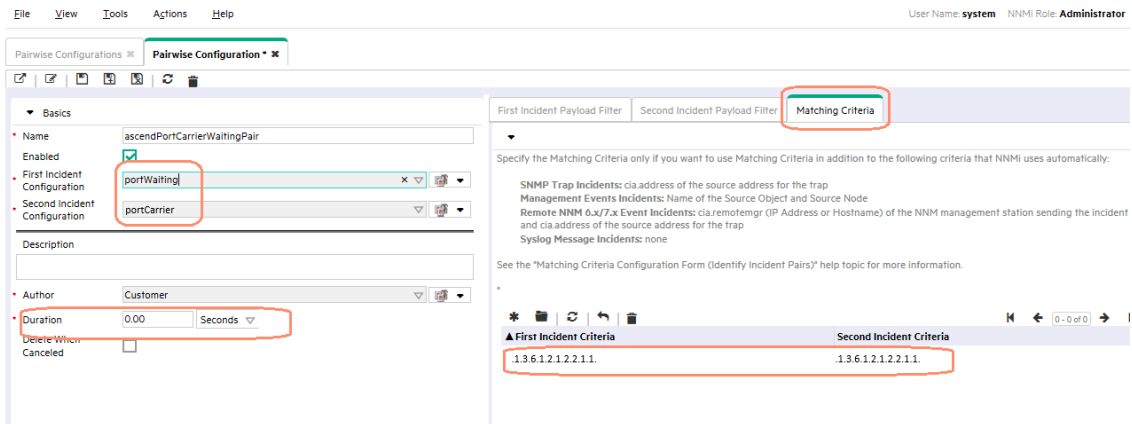 File View Tools Actions Help User Name: system NNMi Role: Administrator
Pairwise Configurations Pairwise Configuration *
Basics
* Name ascendPortCarrierWaitingPair
Enabled
* First Incident Configuration portWaiting
* Second Incident Configuration portCarrier
Description
* Author Customer
* Duration 0.00 Seconds
Delete When Canceled
First Incident Payload Filter Second Incident Payload Filter Matching Criteria
Specify the Matching Criteria only if you want to use Matching Criteria in addition to the following criteria that NNMi uses automatically:
SNMP Trap Incidents: cia.address of the source address for the trap
Management Events Incidents: Name of the Source Object and Source Node
Remote NNM 6.x/7.x Event Incidents: cia.remotemgr (IP Address or Hostname) of the NNM management station sending the incident
and cia.address of the source address for the trap
Syslog Message Incidents: none
See the "Matching Criteria Configuration Form (Identify Incident Pairs)" help topic for more information.
*
0 - 0 of 0
First Incident Criteria Second Incident Criteria
.1.3.6.1.2.1.2.2.1.1. .1.3.6.1.2.1.2.2.1.1.